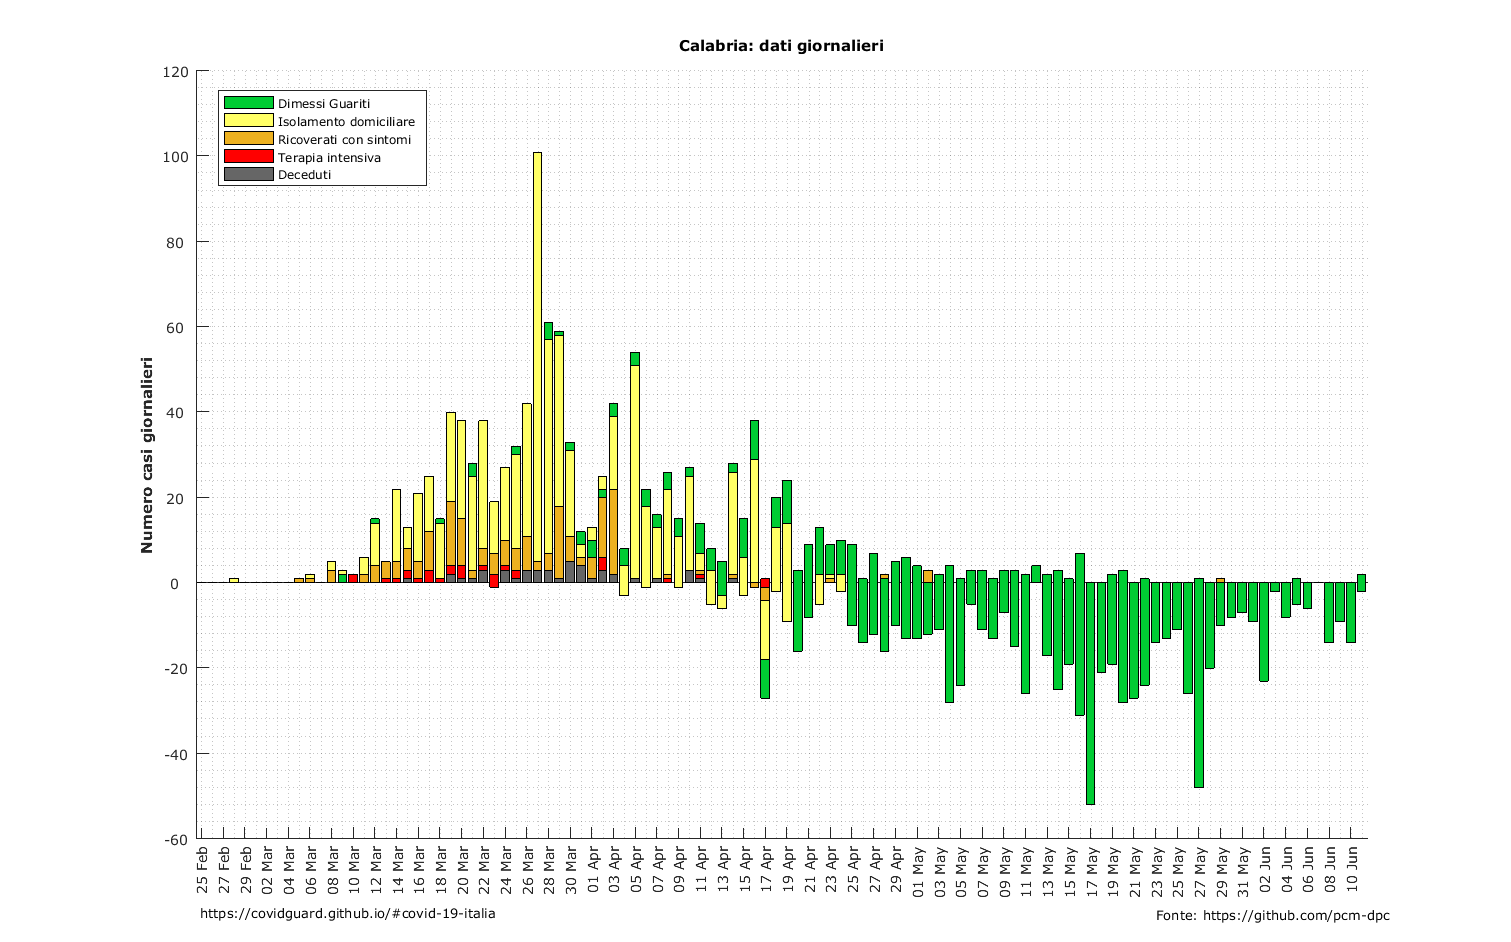 Calabria: dati giornalieri
Dimessi Guariti
Isolamento domiciliare
Ricoverati con sintomi
Terapia intensiva
Deceduti
Numero casi giornalieri
120
100
80
60
40
20
0
-20
-40
-60
25 Feb
27 Feb
29 Feb
02 Mar
04 Mar
06 Mar
08 Mar
10 Mar
12 Mar
14 Mar
16 Mar
18 Mar
20 Mar
22 Mar
24 Mar
26 Mar
28 Mar
30 Mar
01 Apr
03 Apr
05 Apr
07 Apr
09 Apr
11 Apr
13 Apr
15 Apr
17 Apr
19 Apr
21 Apr
23 Apr
25 Apr
27 Apr
29 Apr
01 May
03 May
05 May
07 May
09 May
11 May
13 May
15 May
17 May
19 May
21 May
23 May
25 May
27 May
29 May
31 May
02 Jun
04 Jun
06 Jun
08 Jun
10 Jun
https://covidguard.github.io/#covid-19-italia
Fonte: https://github.com/pcm-dpc